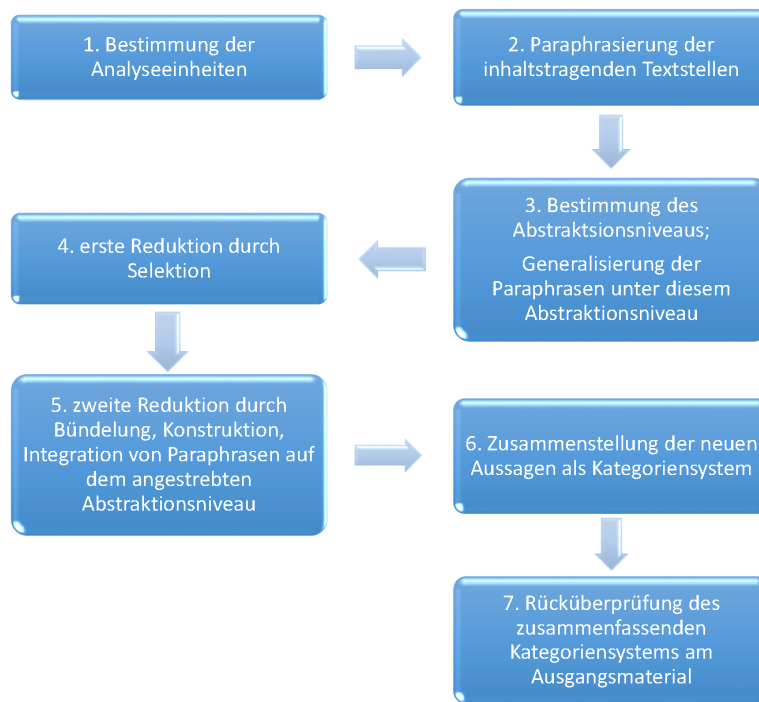 1. Bestimmung der
Analyseeinheiten
2. Paraphrasierung der
inhaltstragenden Textstellen
3. Bestimmung des
Abstraktsionsniveaus;
Generalisierung der
Paraphrasen unter diesem
Abstraktionsniveau
4. erste Reduktion durch
Selektion
5. zweite Reduktion durch
Bündelung, Konstruktion,
Integration von Paraphrasen auf
dem angestrebten
Abstraktionsniveau
6. Zusammenstellung der neuen
Aussagen als Kategoriensystem
7. Rücküberprüfung des
zusammenfassenden
Kategoriensystems am
Ausgangsmaterial